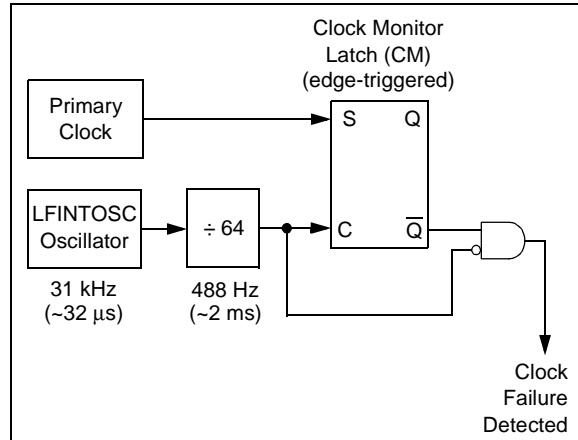 Clock Monitor
Latch (CM)
(edge-triggered)
Primary
Clock
S
Q
LFINTOSC
Oscillator
÷ 64
C
Q̅
31 kHz
(~32 μs)
488 Hz
(~2 ms)
Clock
Failure
Detected